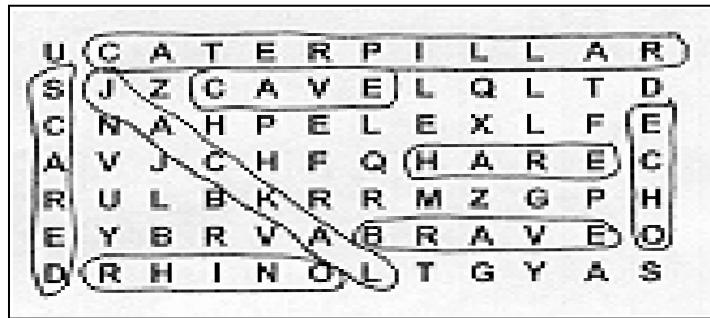 U C A T E R P I L L A R
S J Z C A V E L Q L T D
C N A H P E L E X L F E
A V J C H F Q H A R E C
R U L B K R R M Z G P H
E Y B R V A B R A V E O
D R H I N O L T G Y A S